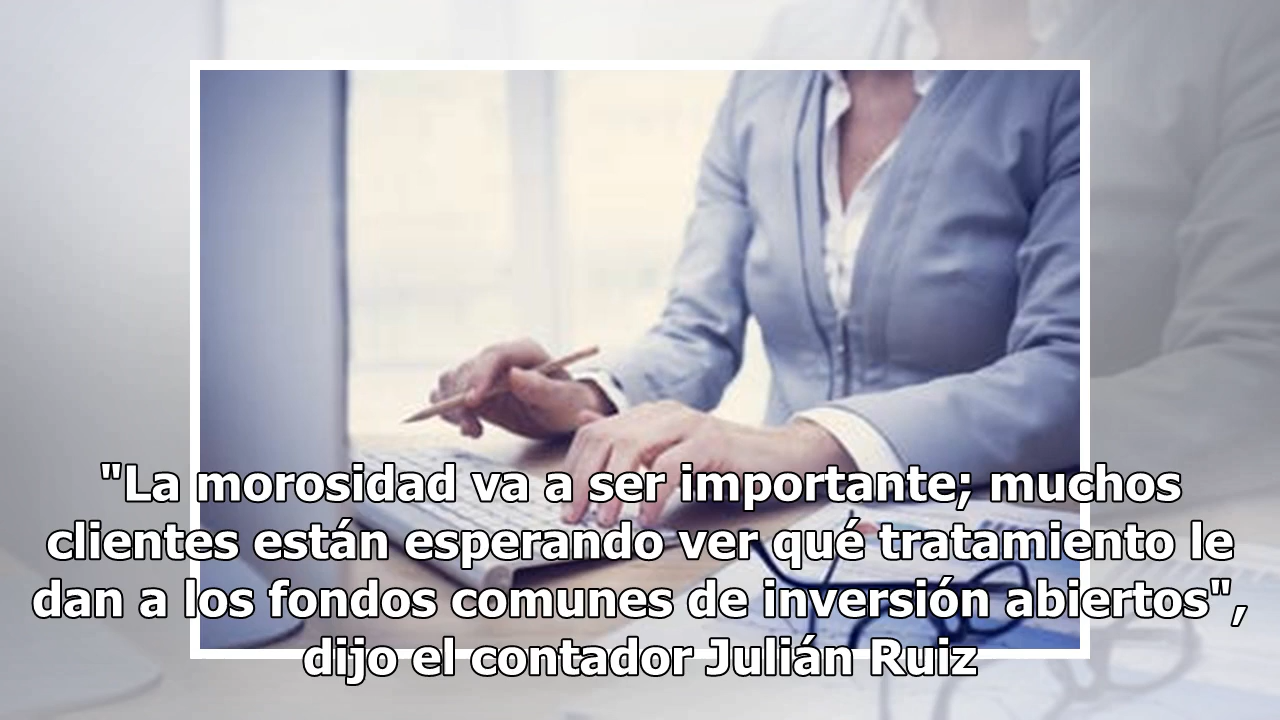 "La morosidad va a ser importante; muchos
clientes están esperando ver qué tratamiento le
dan a los fondos comunes de inversión abiertos",
dijo el contador Julián Ruiz